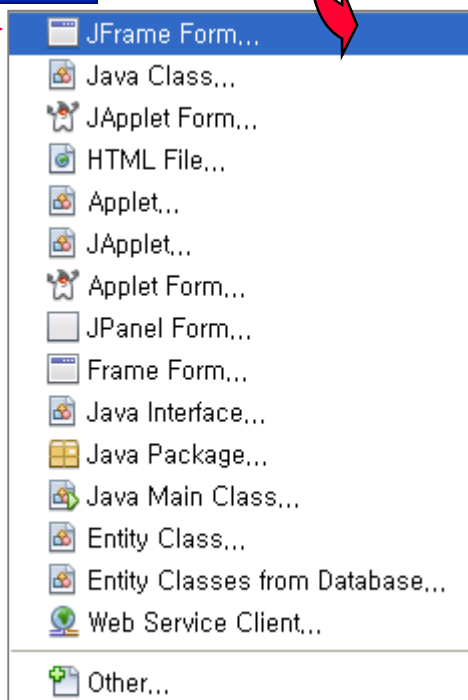 JFrame Form,,,
Java Class,,,
JApplet Form,,,
HTML File,,,
Applet,,,
JApplet,,,
Applet Form,,,
JPanel Form,,,
Frame Form,,,
Java Interface,,,
Java Package,,,
Java Main Class,,,
Entity Class,,,
Entity Classes from Database,,,
Web Service Client,,,
Other,,,